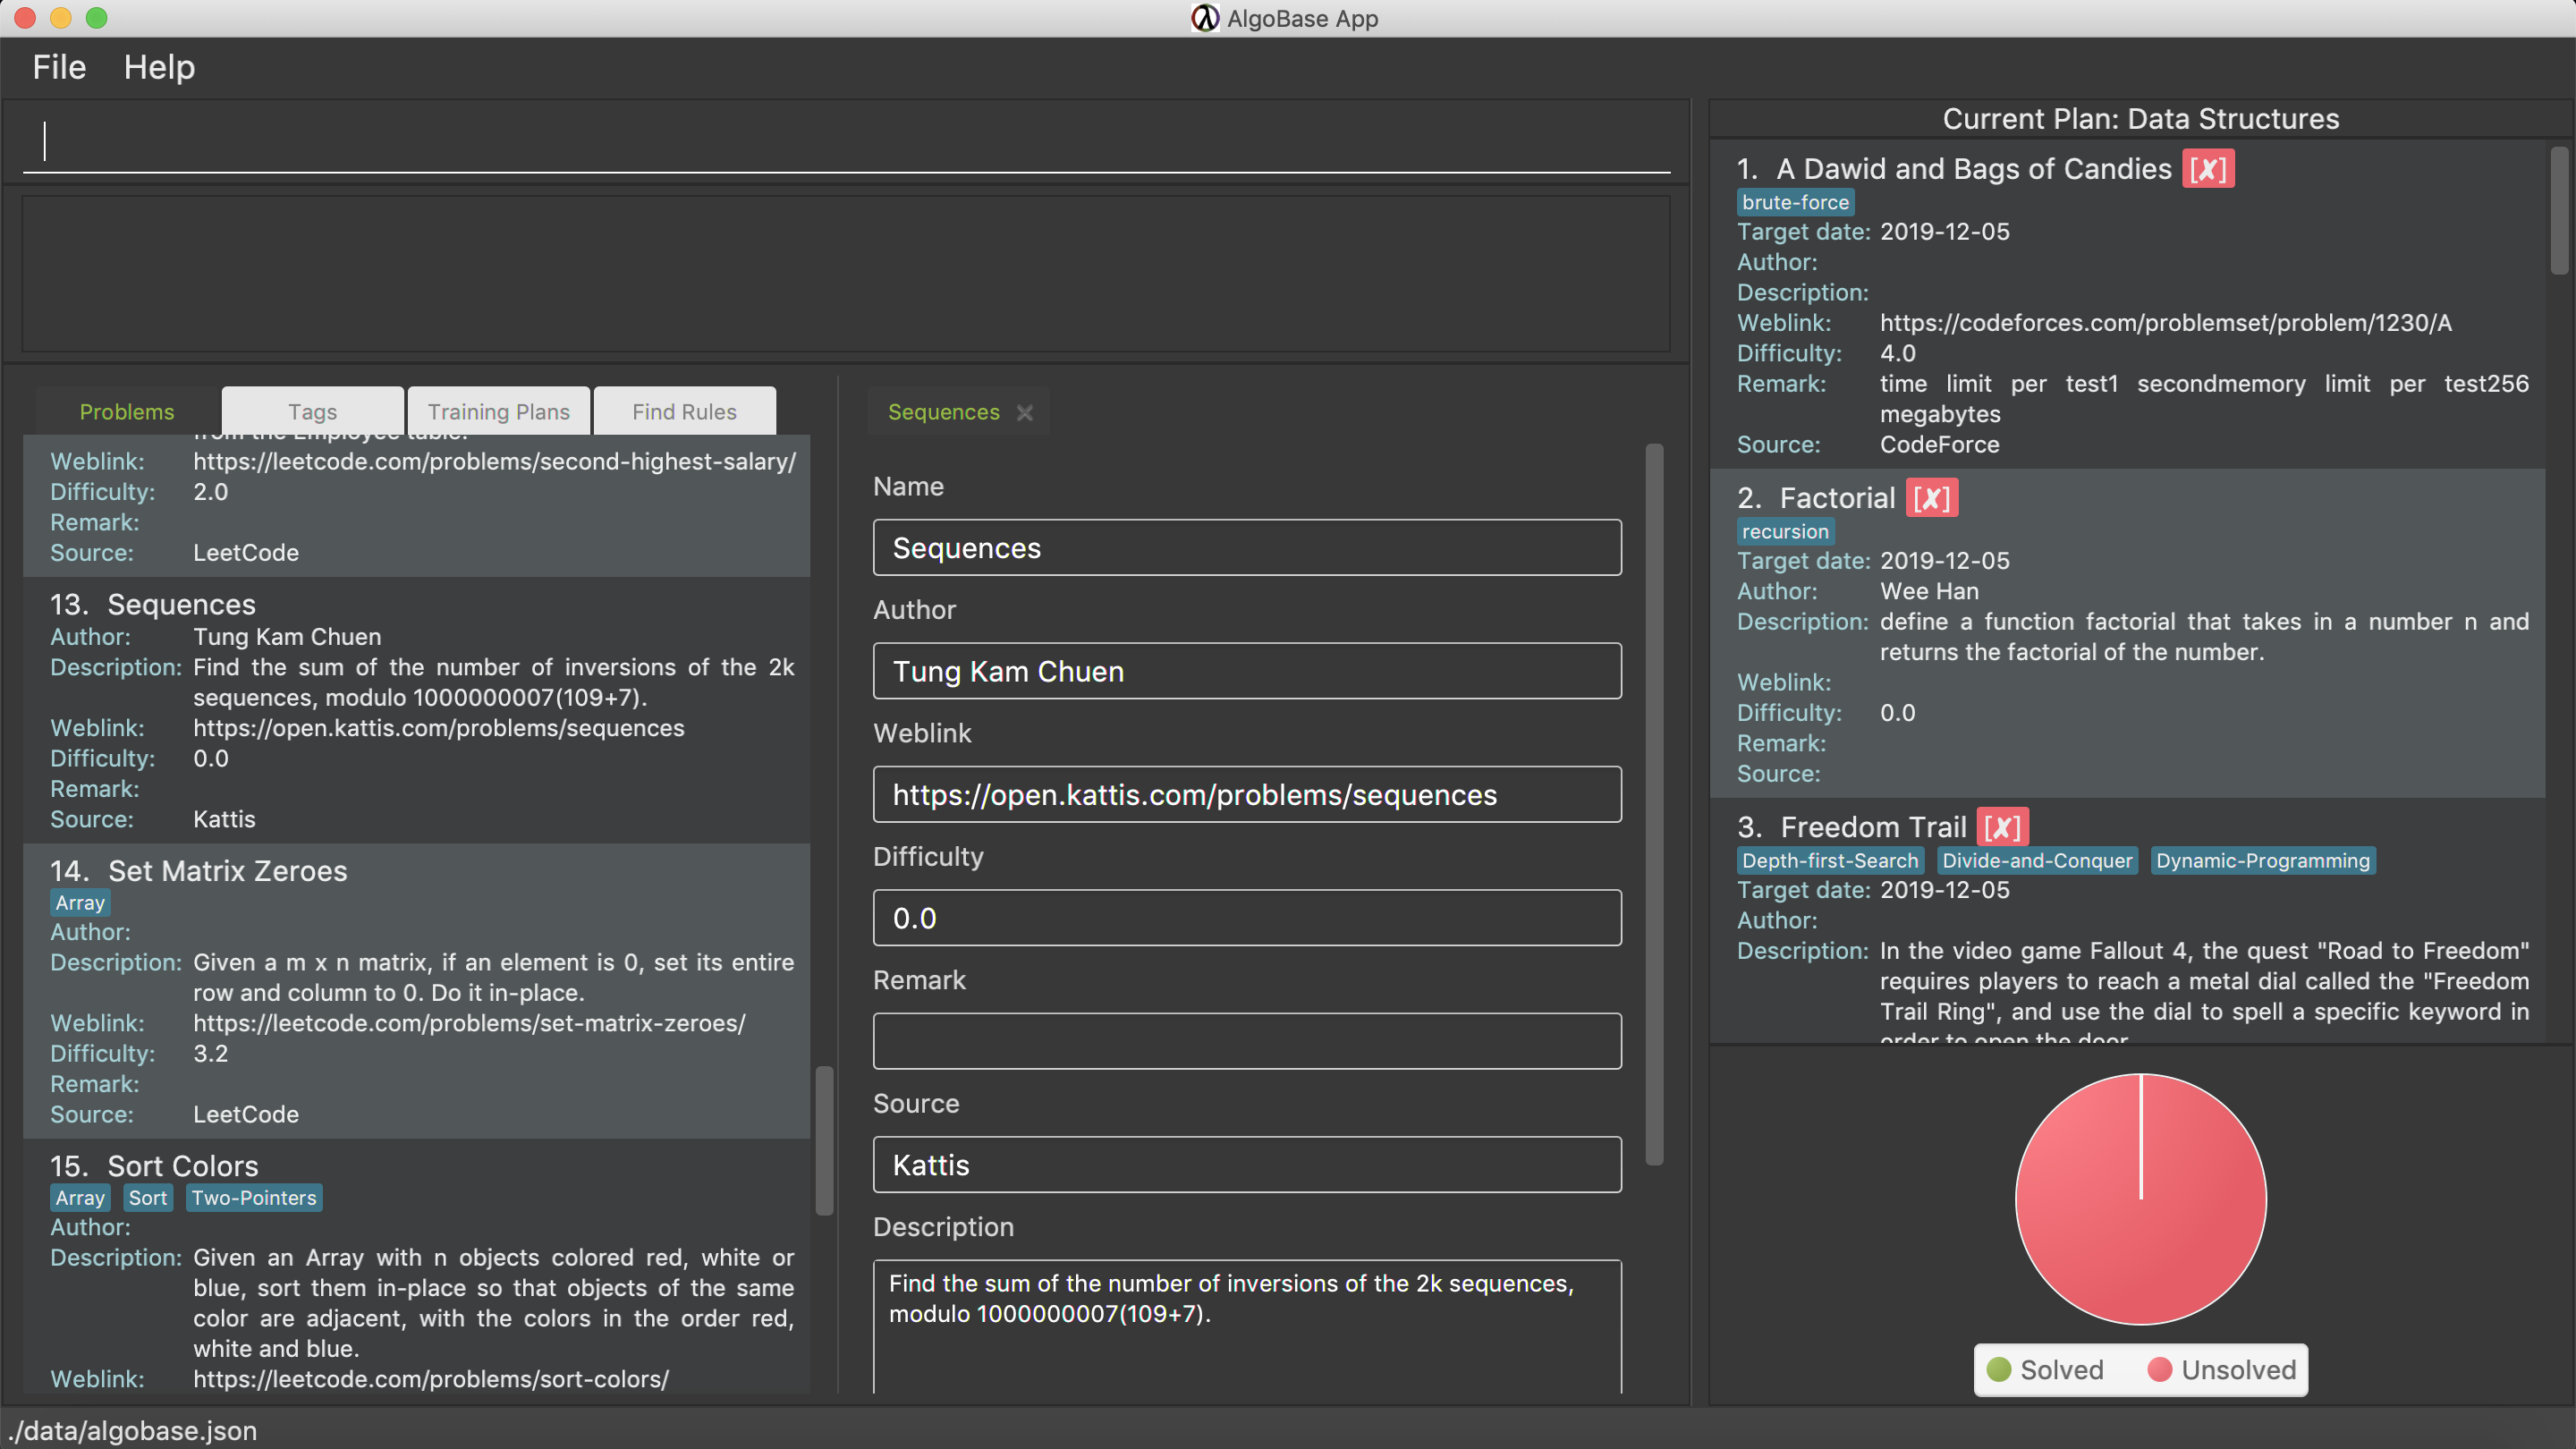 AlgoBase App
File Help
Problems Tags Training Plans Find Rules
from the Employee table.
Weblink: https://leetcode.com/problems/second-highest-salary/
Difficulty: 2.0
Remark:
Source: LeetCode
13. Sequences
Author: Tung Kam Chuen
Description: Find the sum of the number of inversions of the 2k
sequences, modulo 1000000007(109+7).
Weblink: https://open.kattis.com/problems/sequences
Difficulty: 0.0
Remark:
Source: Kattis
14. Set Matrix Zeroes
Array
Author:
Description: Given a m x n matrix, if an element is 0, set its entire
row and column to 0. Do it in-place.
Weblink: https://leetcode.com/problems/set-matrix-zeroes/
Difficulty: 3.2
Remark:
Source: LeetCode
15. Sort Colors
Array Sort Two-Pointers
Author:
Description: Given an Array with n objects colored red, white or
blue, sort them in-place so that objects of the same
color are adjacent, with the colors in the order red,
white and blue.
Weblink: https://leetcode.com/problems/sort-colors/
Sequences
Name
Sequences
Author
Tung Kam Chuen
Weblink
https://open.kattis.com/problems/sequences
Difficulty
0.0
Remark
Source
Kattis
Description
Find the sum of the number of inversions of the 2k sequences,
modulo 1000000007(109+7).
Current Plan: Data Structures
1. A Dawid and Bags of Candies [✘]
brute-force
Target date: 2019-12-05
Author:
Description:
Weblink: https://codeforces.com/problemset/problem/1230/A
Difficulty: 4.0
Remark: time limit per test1 secondmemory limit per test256
megabytes
Source: CodeForce
2. Factorial [✘]
recursion
Target date: 2019-12-05
Author: Wee Han
Description: define a function factorial that takes in a number n and
returns the factorial of the number.
Weblink:
Difficulty: 0.0
Remark:
Source:
3. Freedom Trail [✘]
Depth-first-Search Divide-and-Conquer Dynamic-Programming
Target date: 2019-12-05
Author:
Description: In the video game Fallout 4, the quest "Road to Freedom"
requires players to reach a metal dial called the "Freedom
Trail Ring", and use the dial to spell a specific keyword in
order to open the door
Solved Unsolved
./data/algobase.json